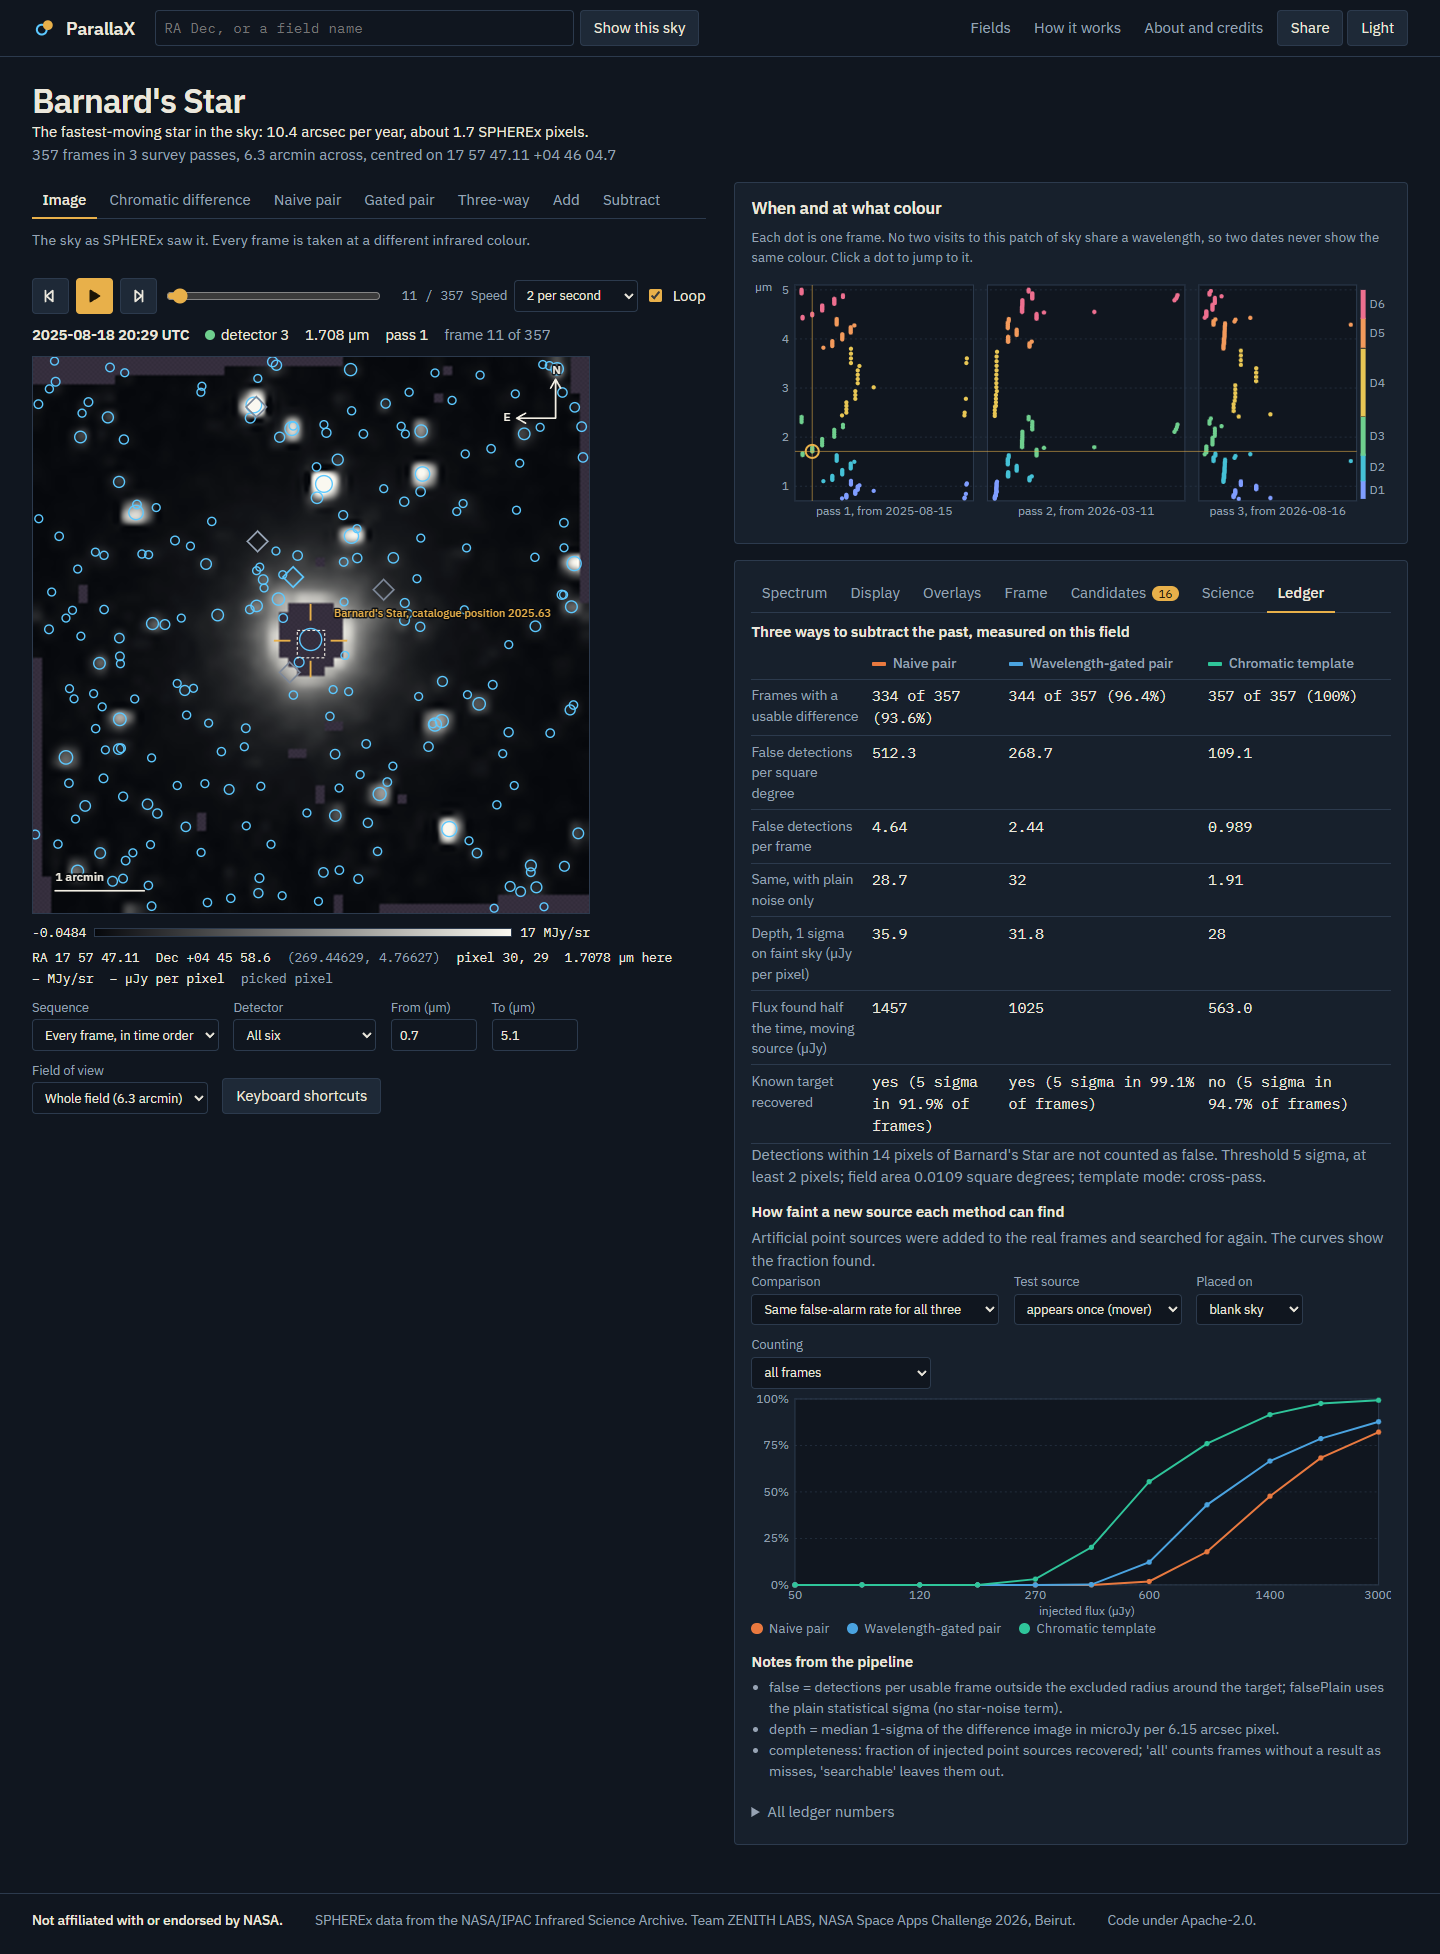 ParallaX
RA Dec, or a field name
Show this sky
Fields
How it works
About and credits
Share
Light
Barnard's Star
The fastest-moving star in the sky: 10.4 arcsec per year, about 1.7 SPHEREx pixels.
357 frames in 3 survey passes, 6.3 arcmin across, centred on 17 57 47.11 +04 46 04.7
Image Chromatic difference Naive pair Gated pair Three-way Add Subtract
The sky as SPHEREx saw it. Every frame is taken at a different infrared colour.
11 / 357 Speed 2 per second Loop
2025-08-18 20:29 UTC detector 3 1.708 µm pass 1 frame 11 of 357
N
E
Barnard's Star, catalogue position 2025.63
1 arcmin
-0.0484 17 MJy/sr
RA 17 57 47.11 Dec +04 45 58.6 (269.44629, 4.76627) pixel 30, 29 1.7078 µm here
– MJy/sr – µJy per pixel picked pixel
Sequence Detector From (µm) To (µm)
Every frame, in time order All six 0.7 5.1
Field of view
Whole field (6.3 arcmin) Keyboard shortcuts
When and at what colour
Each dot is one frame. No two visits to this patch of sky share a wavelength, so two dates never show the
same colour. Click a dot to jump to it.
µm 5
4
3
2
1
D6
D5
D4
D3
D2
D1
pass 1, from 2025-08-15 pass 2, from 2026-03-11 pass 3, from 2026-08-16
Spectrum Display Overlays Frame Candidates 16 Science Ledger
Three ways to subtract the past, measured on this field
Naive pair Wavelength-gated pair Chromatic template
Frames with a 334 of 357 344 of 357 (96.4%) 357 of 357 (100%)
usable difference (93.6%)
False detections 512.3 268.7 109.1
per square
degree
False detections 4.64 2.44 0.989
per frame
Same, with plain 28.7 32 1.91
noise only
Depth, 1 sigma 35.9 31.8 28
on faint sky (µJy
per pixel)
Flux found half 1457 1025 563.0
the time, moving
source (µJy)
Known target yes (5 sigma yes (5 sigma in 99.1% no (5 sigma in
recovered in 91.9% of of frames) 94.7% of frames)
frames)
Detections within 14 pixels of Barnard's Star are not counted as false. Threshold 5 sigma, at
least 2 pixels; field area 0.0109 square degrees; template mode: cross-pass.
How faint a new source each method can find
Artificial point sources were added to the real frames and searched for again. The curves show
the fraction found.
Comparison Test source Placed on
Same false-alarm rate for all three appears once (mover) blank sky
Counting
all frames
100%
75%
50%
25%
0%
50 120 270 600 1400 3000
injected flux (µJy)
Naive pair Wavelength-gated pair Chromatic template
Notes from the pipeline
• false = detections per usable frame outside the excluded radius around the target; falsePlain uses
the plain statistical sigma (no star-noise term).
• depth = median 1-sigma of the difference image in microJy per 6.15 arcsec pixel.
• completeness: fraction of injected point sources recovered; 'all' counts frames without a result as
misses, 'searchable' leaves them out.
All ledger numbers
Not affiliated with or endorsed by NASA. SPHEREx data from the NASA/IPAC Infrared Science Archive. Team ZENITH LABS, NASA Space Apps Challenge 2026, Beirut. Code under Apache-2.0.